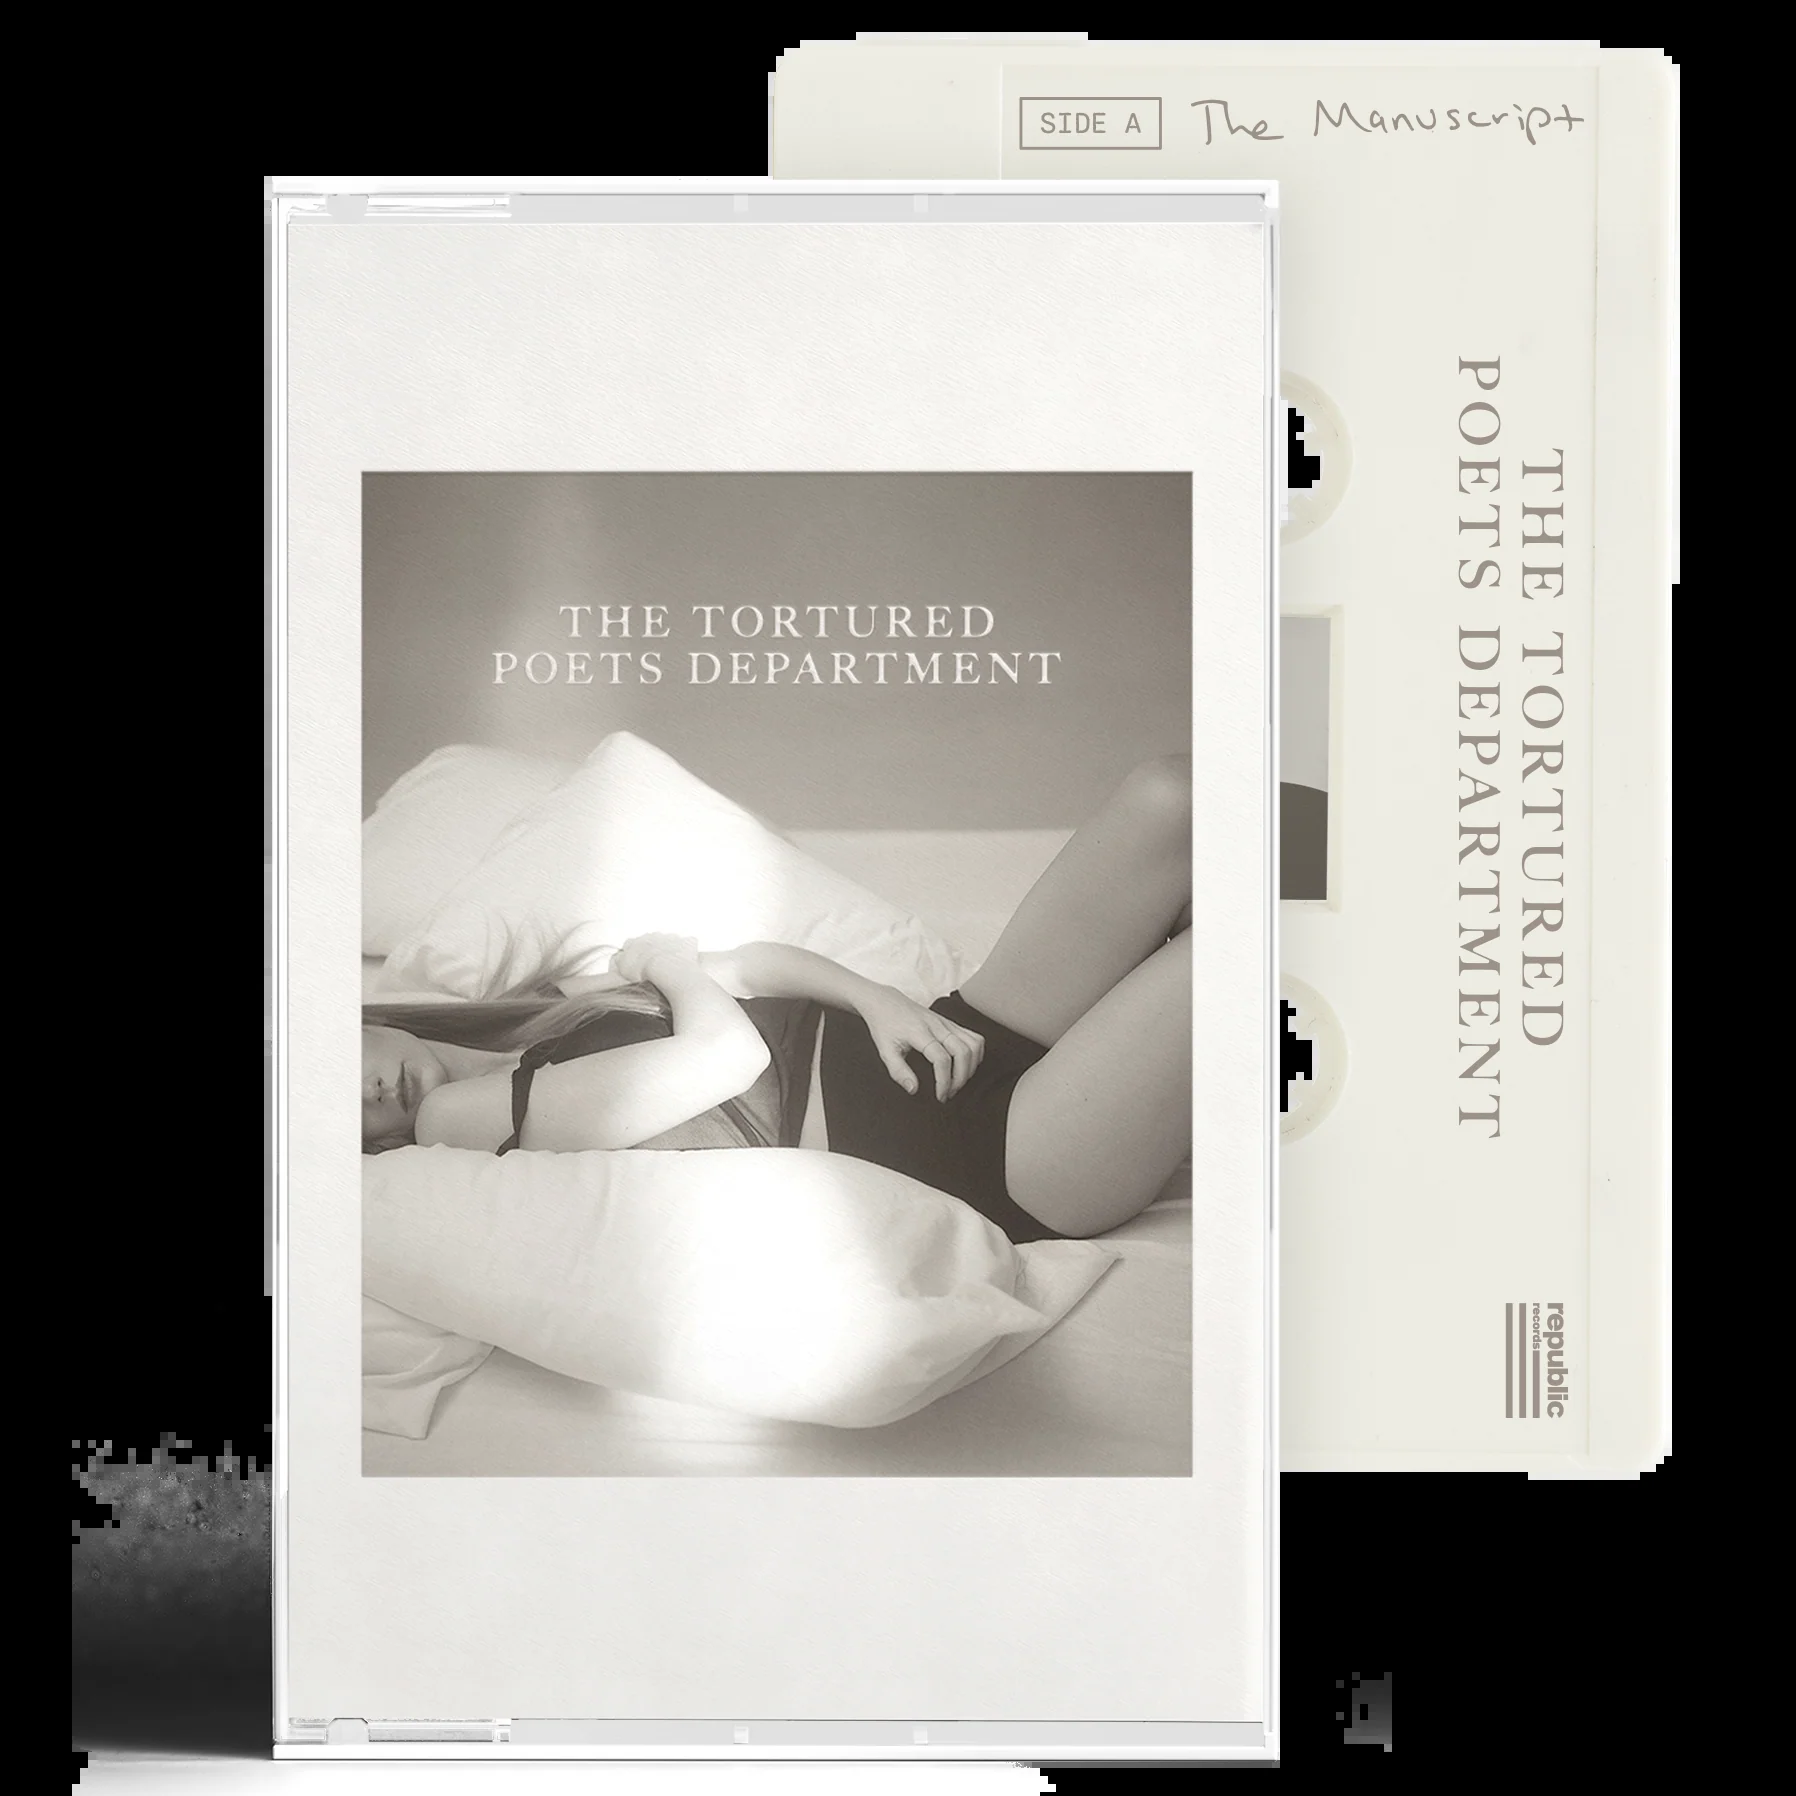 SIDE A The Manuscript
THE TORTURED
POETS DEPARTMENT
THE TORTURED
POETS DEPARTMENT
republic
records